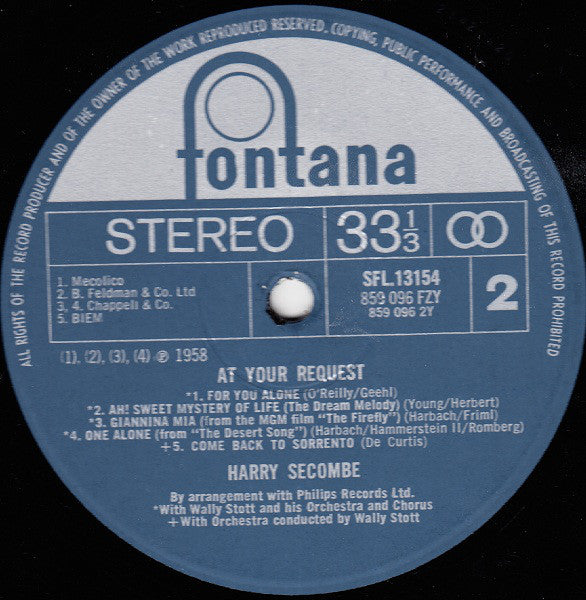 ALL RIGHTS OF THE RECORD PRODUCER AND OF THE OWNER OF THE WORK REPRODUCED RESERVED. COPYING, PUBLIC PERFORMANCE AND BROADCASTING OF THIS RECORD PROHIBITED
fontana
STEREO 33 1/3
1. Mecolico
2. B. Feldman & Co. Ltd
3, 4. Chappell & Co.
5. BIEM
SFL.13154
859 096 FZY
859 096 2Y
2
(1), (2), (3), (4) ℗ 1958
AT YOUR REQUEST
*1. FOR YOU ALONE (O'Reilly/Geehl)
*2. AH! SWEET MYSTERY OF LIFE (The Dream Melody) (Young/Herbert)
*3. GIANNINA MIA (from the MGM film "The Firefly") (Harbach/Friml)
*4. ONE ALONE (from "The Desert Song") (Harbach/Hammerstein II/Romberg)
+5. COME BACK TO SORRENTO (De Curtis)
HARRY SECOMBE
By arrangement with Philips Records Ltd.
*With Wally Stott and his Orchestra and Chorus
+With Orchestra conducted by Wally Stott